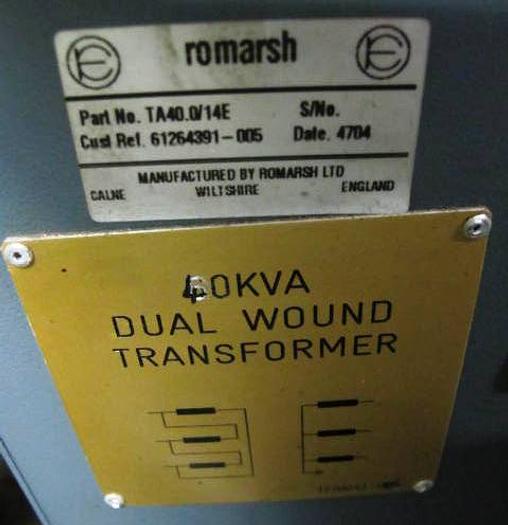 romarsh
Part No. TA40.0/14E S/No.
Cust Ref. 61264391-005 Date. 4704
MANUFACTURED BY ROMARSH LTD
CALNE WILTSHIRE ENGLAND
40KVA
DUAL WOUND
TRANSFORMER